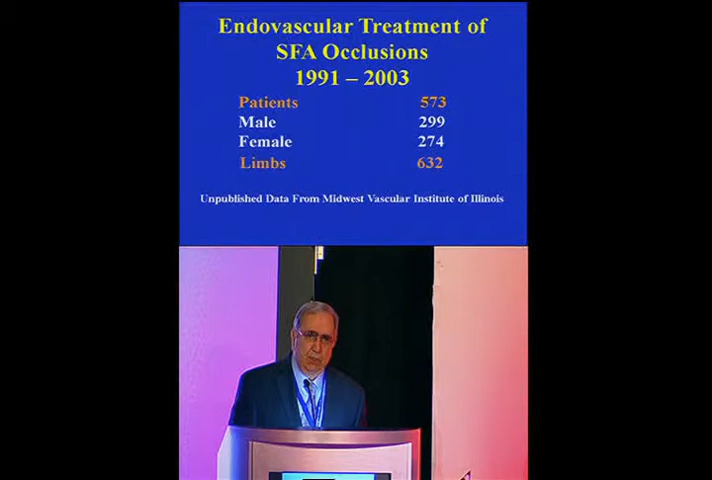 Endovascular Treatment of
SFA Occlusions
1991 – 2003
Patients 573
Male 299
Female 274
Limbs 632
Unpublished Data From Midwest Vascular Institute of Illinois